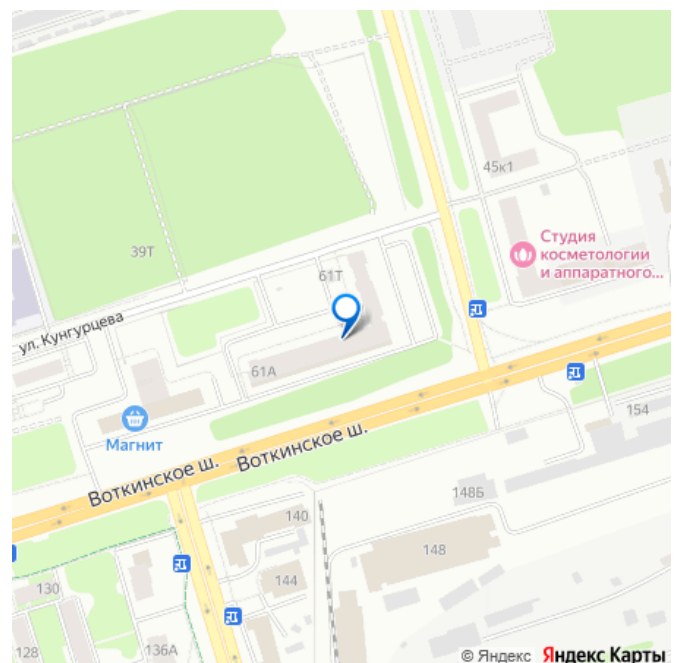 45к1
Студия
косметологии
и аппаратного...
39Т
61Т
ул. Кунгурцева
61А
Магнит
154
Воткинское ш.
Воткинское ш.
148Б
140
148
144
130
128
136А
© Яндекс Яндекс Карты